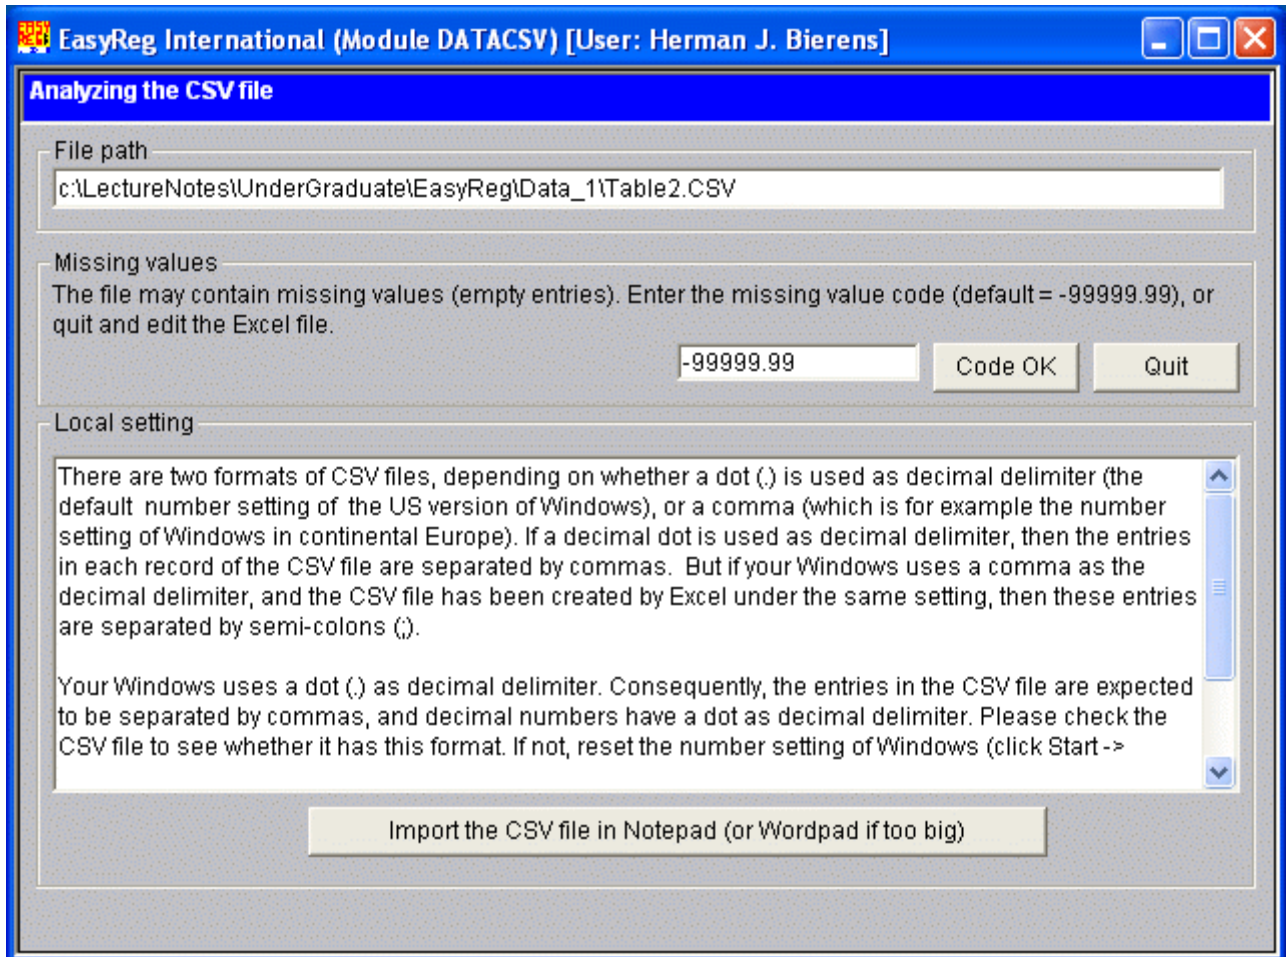 EasyReg International (Module DATACSV) [User: Herman J. Bierens]
Analyzing the CSV file
File path
c:\LectureNotes\UnderGraduate\EasyReg\Data_1\Table2.CSV
Missing values
The file may contain missing values (empty entries). Enter the missing value code (default = -99999.99), or
quit and edit the Excel file.
-99999.99
Code OK
Quit
Local setting
There are two formats of CSV files, depending on whether a dot (.) is used as decimal delimiter (the
default number setting of the US version of Windows), or a comma (which is for example the number
setting of Windows in continental Europe). If a decimal dot is used as decimal delimiter, then the entries
in each record of the CSV file are separated by commas. But if your Windows uses a comma as the
decimal delimiter, and the CSV file has been created by Excel under the same setting, then these entries
are separated by semi-colons (;).
Your Windows uses a dot (.) as decimal delimiter. Consequently, the entries in the CSV file are expected
to be separated by commas, and decimal numbers have a dot as decimal delimiter. Please check the
CSV file to see whether it has this format. If not, reset the number setting of Windows (click Start ->
Import the CSV file in Notepad (or Wordpad if too big)